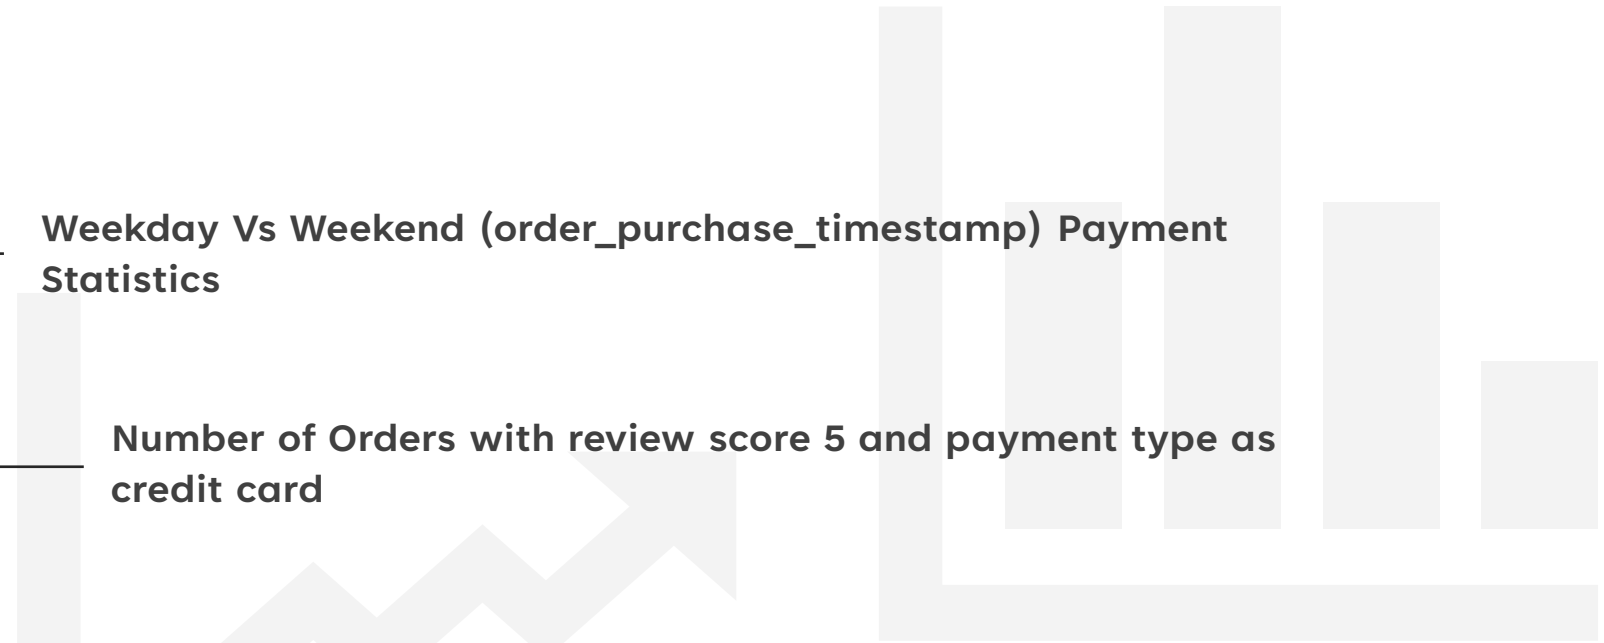 Weekday Vs Weekend (order_purchase_timestamp) Payment
Statistics
Number of Orders with review score 5 and payment type as
credit card